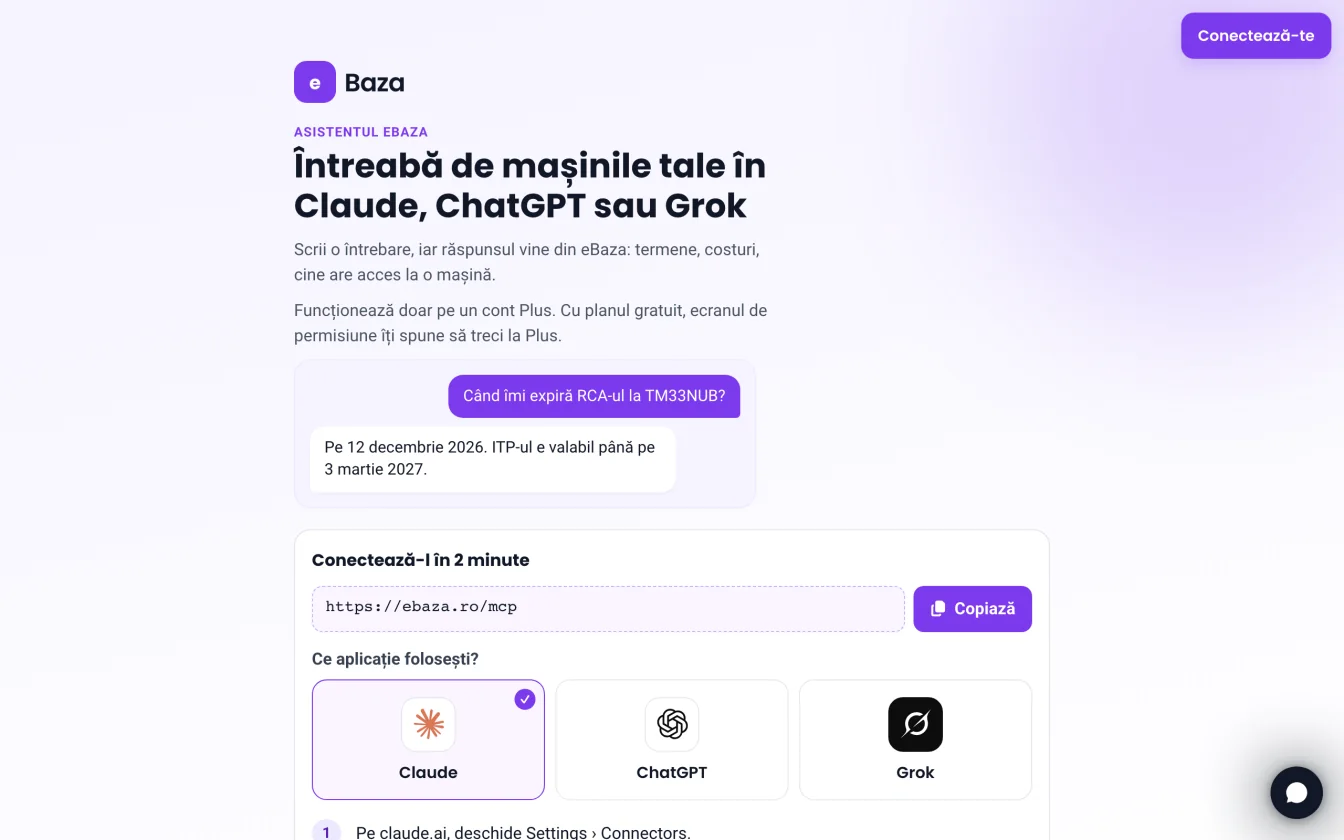 Conectează-te
e Baza
ASISTENTUL EBAZA
Întreabă de mașinile tale în
Claude, ChatGPT sau Grok
Scrii o întrebare, iar răspunsul vine din eBaza: termene, costuri,
cine are acces la o mașină.
Funcționează doar pe un cont Plus. Cu planul gratuit, ecranul de
permisiune îți spune să treci la Plus.
Când îmi expiră RCA-ul la TM33NUB?
Pe 12 decembrie 2026. ITP-ul e valabil până pe
3 martie 2027.
Conectează-l în 2 minute
https://ebaza.ro/mcp
Copiază
Ce aplicație folosești?
Claude
ChatGPT
Grok
1 Pe claude.ai, deschide Settings › Connectors.